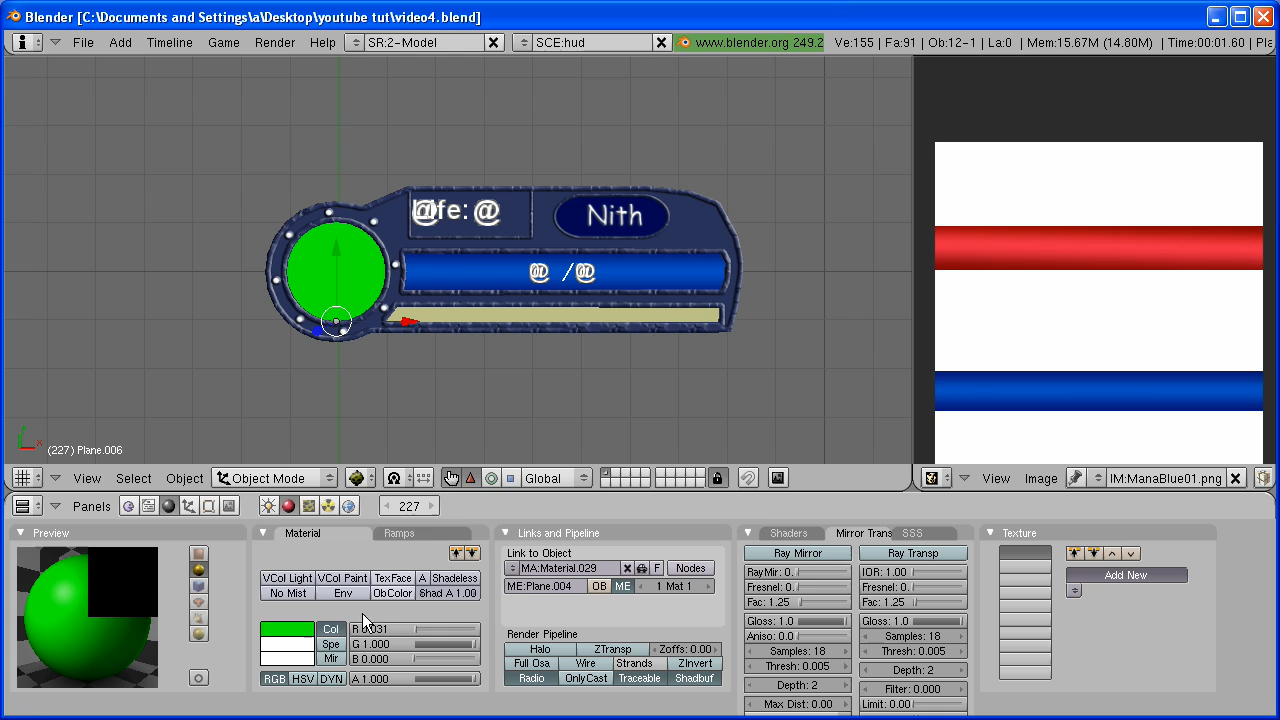 Blender [C:\Documents and Settings\a\Desktop\youtube tut\video4.blend]
File Add Timeline Game Render Help SR:2-Model SCE:hud www.blender.org 249.2 Ve:155 | Fa:91 | Ob:12-1 | La:0 | Mem:15.67M (14.80M) | Time:00:01.60 | Pla
@ife: @
Nith
@ /@
(227) Plane.006
View Select Object Object Mode Global View Image IM:ManaBlue01.png
Panels 227
Preview Material Ramps Links and Pipeline Shaders Mirror Trans SSS Texture
Link to Object Ray Mirror Ray Transp
MA:Material.029 F Nodes RayMir: 0. IOR: 1.00 Add New
VCol Light VCol Paint TexFace A Shadeless ME:Plane.004 OB ME 1 Mat 1 Fresnel: 0. Fresnel: 0.
No Mist Env ObColor Shad A 1.00 Fac: 1.25 Fac: 1.25
Gloss: 1.0 Gloss: 1.0
Col R 0.031 Render Pipeline Aniso: 0.0 Samples: 18
Spe G 1.000 Halo ZTransp Zoffs: 0.00 Samples: 18 Thresh: 0.005
Mir B 0.000 Full Osa Wire Strands ZInvert Thresh: 0.005 Depth: 2
RGB HSV DYN A 1.000 Radio OnlyCast Traceable Shadbuf Depth: 2 Filter: 0.000
Max Dist: 0.00 Limit: 0.00